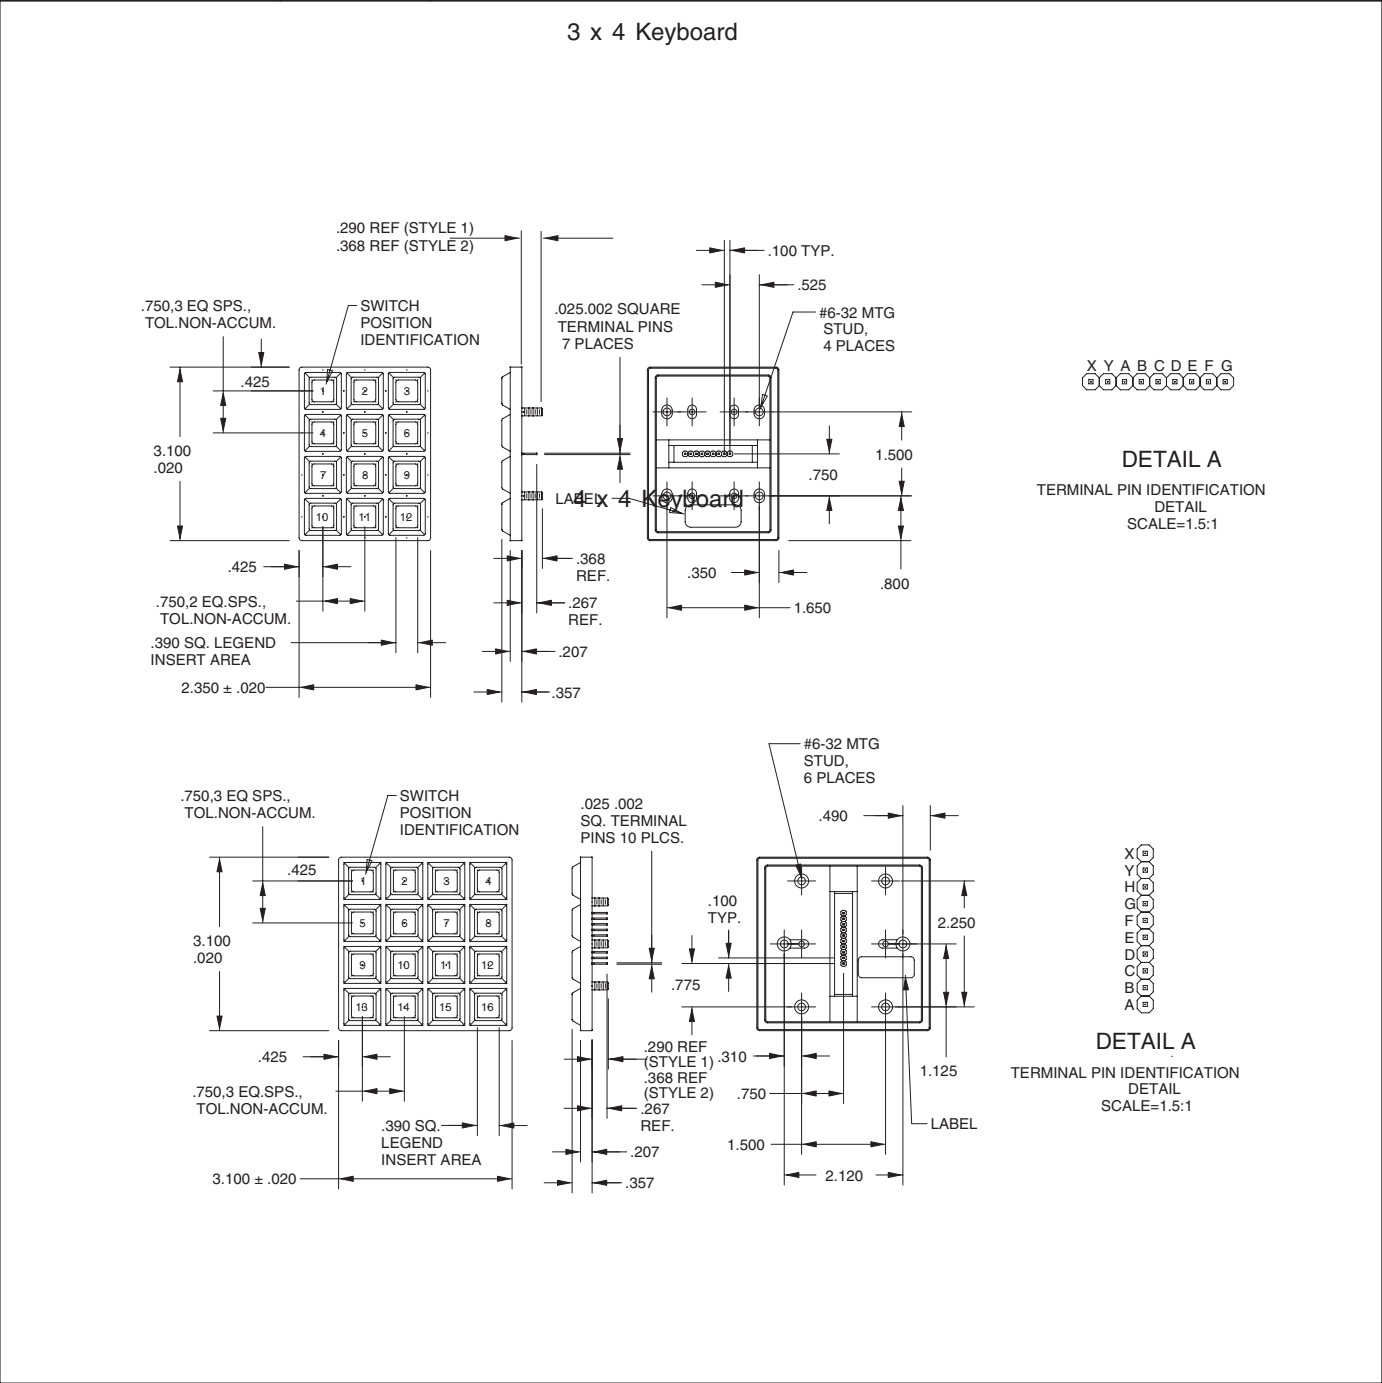 3 x 4 Keyboard
.290 REF (STYLE 1)
.368 REF (STYLE 2)
.100 TYP.
.525
.750,3 EQ SPS.,
TOL.NON-ACCUM.
SWITCH
POSITION
IDENTIFICATION
.025.002 SQUARE
TERMINAL PINS
7 PLACES
#6-32 MTG
STUD,
4 PLACES
.425
3.100
.020
1 2 3
4 5 6
7 8 9
10 11 12
1.500
.750
LABEL
4 x 4 Keyboard
X Y A B C D E F G
DETAIL A
TERMINAL PIN IDENTIFICATION
DETAIL
SCALE=1.5:1
.425
.750,2 EQ.SPS.,
TOL.NON-ACCUM.
.390 SQ. LEGEND
INSERT AREA
2.350 ± .020
.368
REF.
.267
REF.
.207
.357
.350
.800
1.650
#6-32 MTG
STUD,
6 PLACES
.750,3 EQ SPS.,
TOL.NON-ACCUM.
SWITCH
POSITION
IDENTIFICATION
.025 .002
SQ. TERMINAL
PINS 10 PLCS.
.490
.425
3.100
.020
1 2 3 4
5 6 7 8
9 10 11 12
13 14 15 16
.100
TYP.
2.250
.775
X
Y
H
G
F
E
D
C
B
A
DETAIL A
TERMINAL PIN IDENTIFICATION
DETAIL
SCALE=1.5:1
.425
.750,3 EQ.SPS.,
TOL.NON-ACCUM.
.390 SQ.
LEGEND
INSERT AREA
3.100 ± .020
.290 REF
(STYLE 1)
.368 REF
(STYLE 2)
.267
REF.
.207
.357
.310
.750
1.125
LABEL
1.500
2.120